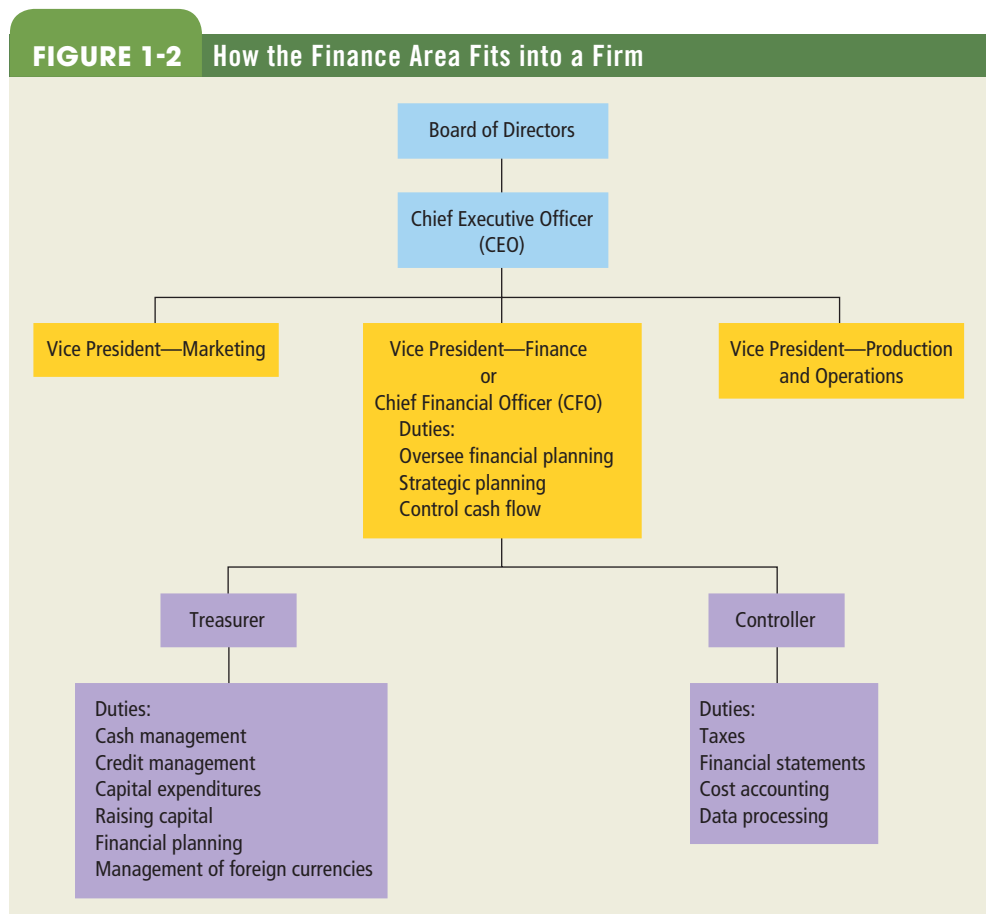 FIGURE 1-2 How the Finance Area Fits into a Firm
Board of Directors
Chief Executive Officer
(CEO)
Vice President—Marketing
Vice President—Finance
or
Chief Financial Officer (CFO)
Duties:
Oversee financial planning
Strategic planning
Control cash flow
Vice President—Production
and Operations
Treasurer
Duties:
Cash management
Credit management
Capital expenditures
Raising capital
Financial planning
Management of foreign currencies
Controller
Duties:
Taxes
Financial statements
Cost accounting
Data processing